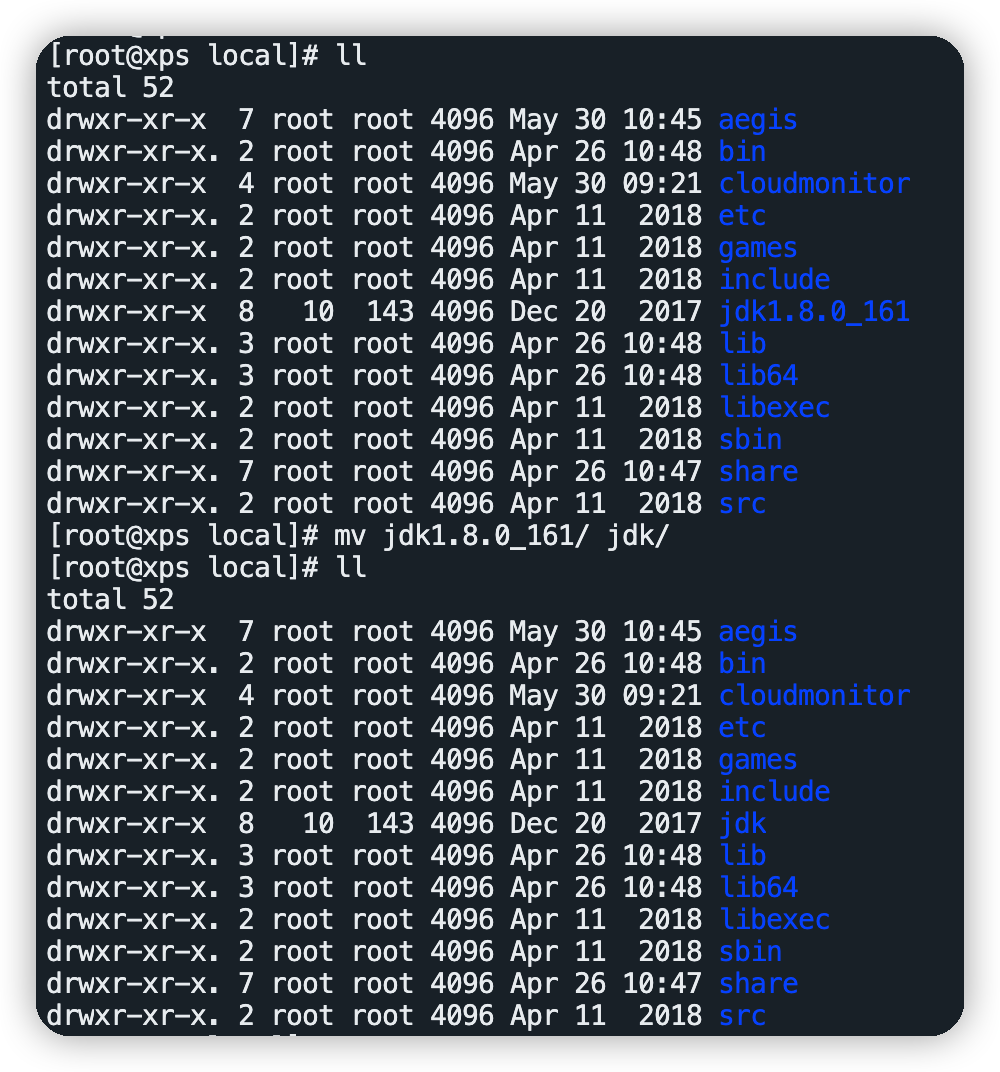 [root@xps local]# ll
total 52
drwxr-xr-x  7 root root 4096 May 30 10:45 aegis
drwxr-xr-x. 2 root root 4096 Apr 26 10:48 bin
drwxr-xr-x  4 root root 4096 May 30 09:21 cloudmonitor
drwxr-xr-x. 2 root root 4096 Apr 11  2018 etc
drwxr-xr-x. 2 root root 4096 Apr 11  2018 games
drwxr-xr-x. 2 root root 4096 Apr 11  2018 include
drwxr-xr-x  8   10  143 4096 Dec 20  2017 jdk1.8.0_161
drwxr-xr-x. 3 root root 4096 Apr 26 10:48 lib
drwxr-xr-x. 3 root root 4096 Apr 26 10:48 lib64
drwxr-xr-x. 2 root root 4096 Apr 11  2018 libexec
drwxr-xr-x. 2 root root 4096 Apr 11  2018 sbin
drwxr-xr-x. 7 root root 4096 Apr 26 10:47 share
drwxr-xr-x. 2 root root 4096 Apr 11  2018 src
[root@xps local]# mv jdk1.8.0_161/ jdk/
[root@xps local]# ll
total 52
drwxr-xr-x  7 root root 4096 May 30 10:45 aegis
drwxr-xr-x. 2 root root 4096 Apr 26 10:48 bin
drwxr-xr-x  4 root root 4096 May 30 09:21 cloudmonitor
drwxr-xr-x. 2 root root 4096 Apr 11  2018 etc
drwxr-xr-x. 2 root root 4096 Apr 11  2018 games
drwxr-xr-x. 2 root root 4096 Apr 11  2018 include
drwxr-xr-x  8   10  143 4096 Dec 20  2017 jdk
drwxr-xr-x. 3 root root 4096 Apr 26 10:48 lib
drwxr-xr-x. 3 root root 4096 Apr 26 10:48 lib64
drwxr-xr-x. 2 root root 4096 Apr 11  2018 libexec
drwxr-xr-x. 2 root root 4096 Apr 11  2018 sbin
drwxr-xr-x. 7 root root 4096 Apr 26 10:47 share
drwxr-xr-x. 2 root root 4096 Apr 11  2018 src